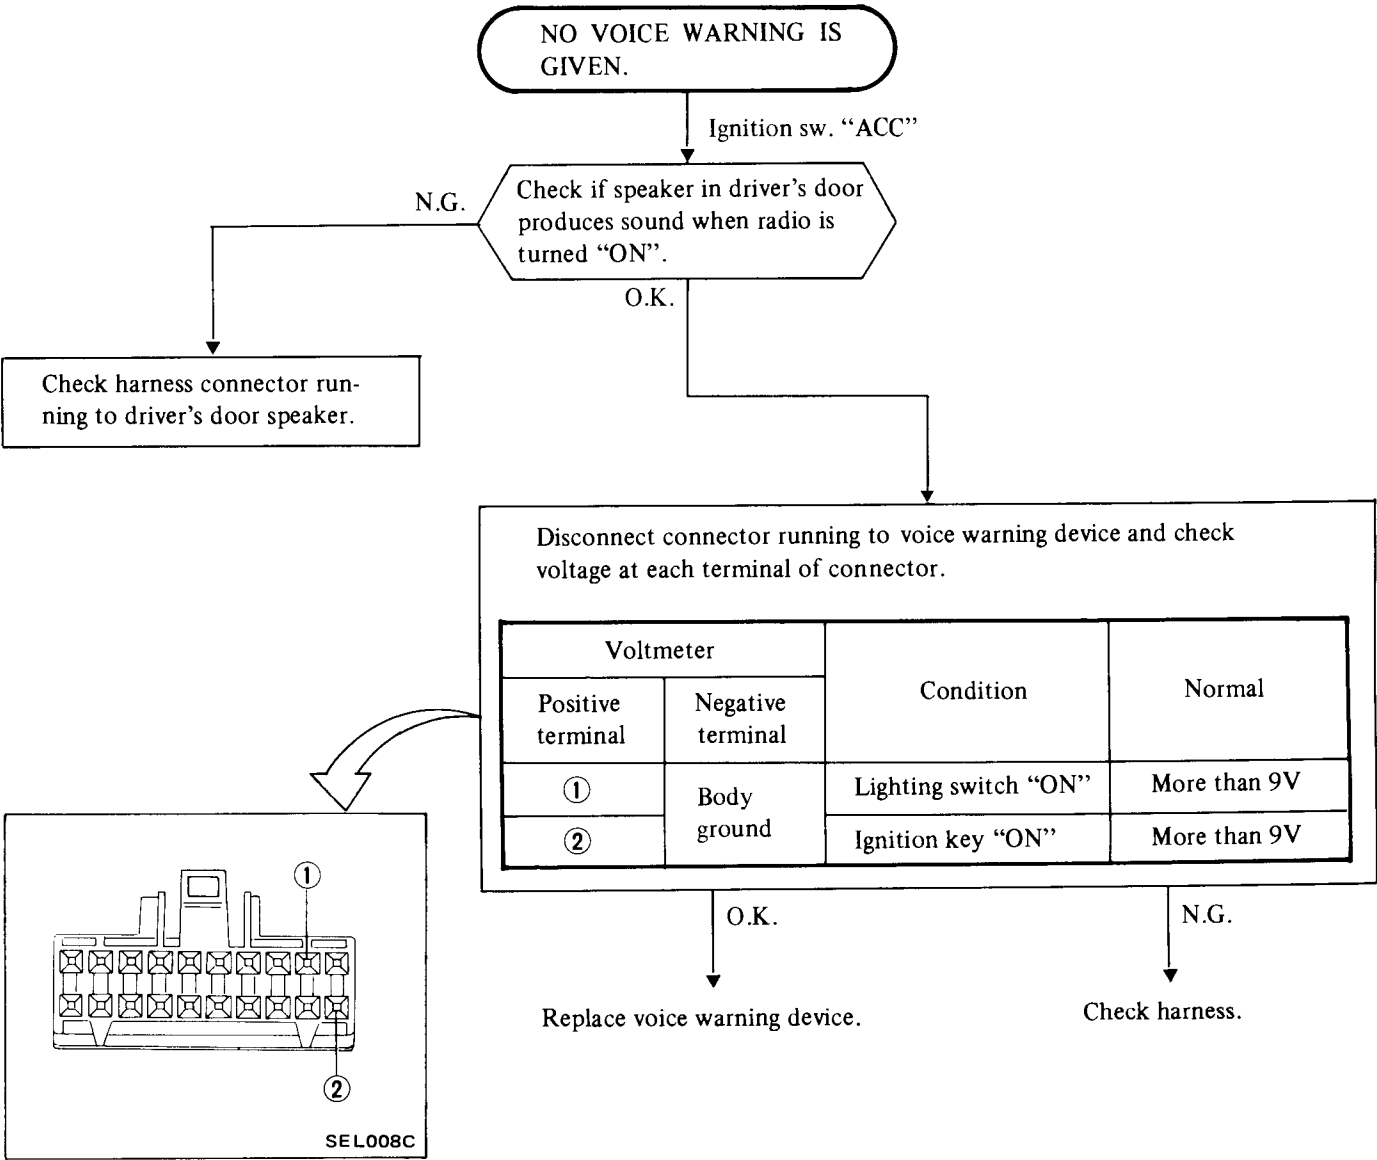 NO VOICE WARNING IS
GIVEN.
Ignition sw. “ACC”
Check if speaker in driver's door
produces sound when radio is
turned “ON”.
N.G.
O.K.
Check harness connector run-
ning to driver's door speaker.
Disconnect connector running to voice warning device and check
voltage at each terminal of connector.
Voltmeter
Condition
Normal
Positive
terminal
Negative
terminal
①
Body
ground
Lighting switch “ON”
More than 9V
②
Ignition key “ON”
More than 9V
O.K.
N.G.
Replace voice warning device.
Check harness.
①
②
SEL008C